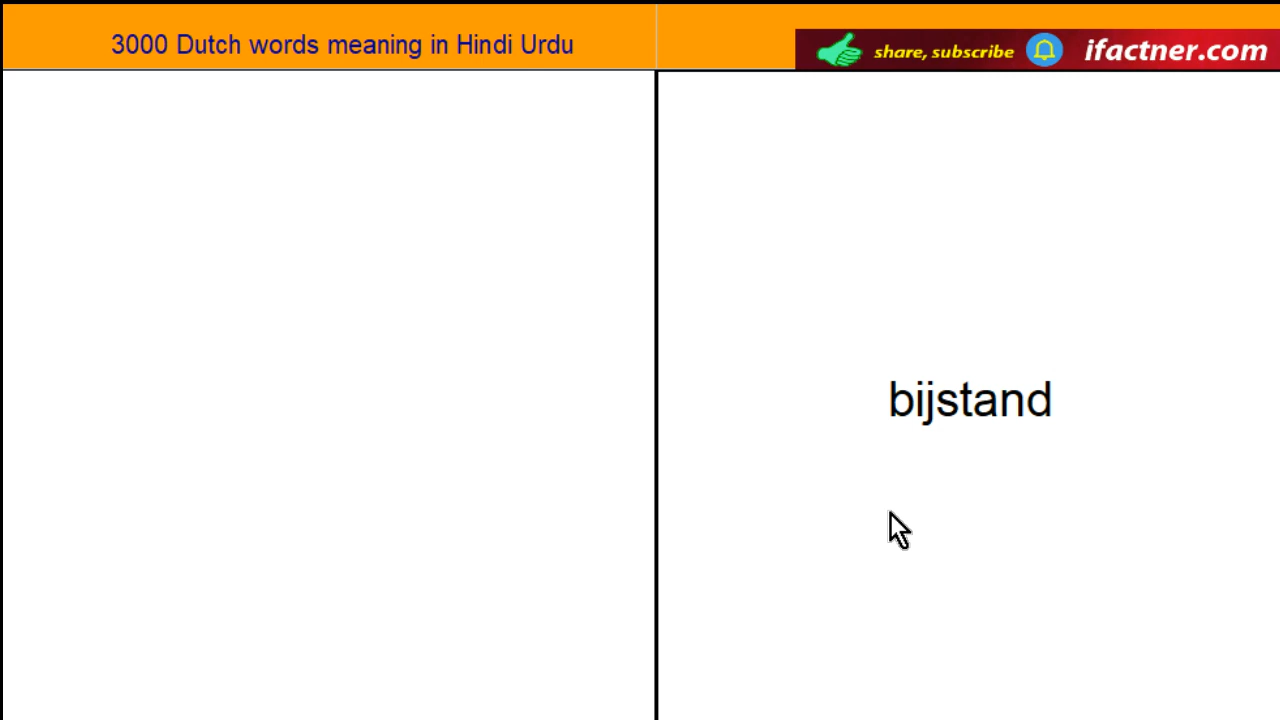 3000 Dutch words meaning in Hindi Urdu
share, subscribe
ifactner.com
bijstand